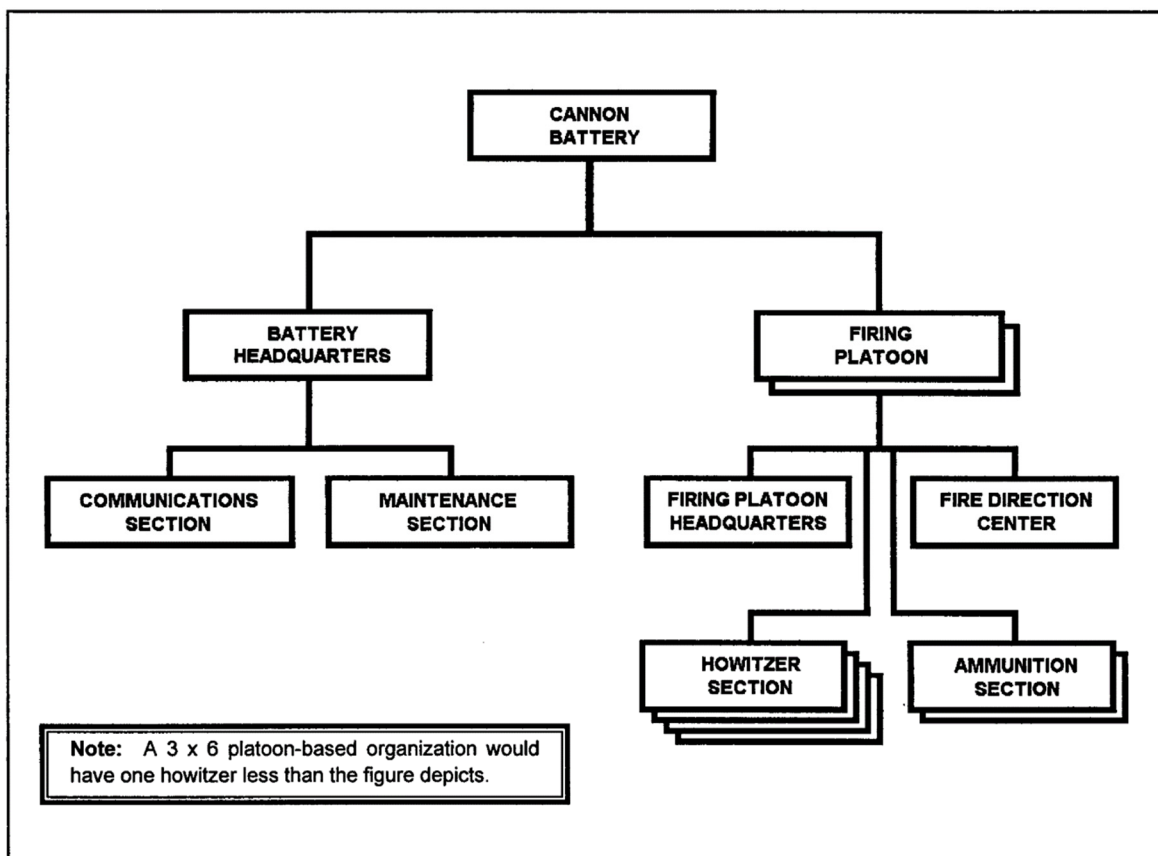 CANNON
BATTERY
BATTERY
HEADQUARTERS
FIRING
PLATOON
COMMUNICATIONS
SECTION
MAINTENANCE
SECTION
FIRING PLATOON
HEADQUARTERS
FIRE DIRECTION
CENTER
HOWITZER
SECTION
AMMUNITION
SECTION
Note: A 3 x 6 platoon-based organization would
have one howitzer less than the figure depicts.